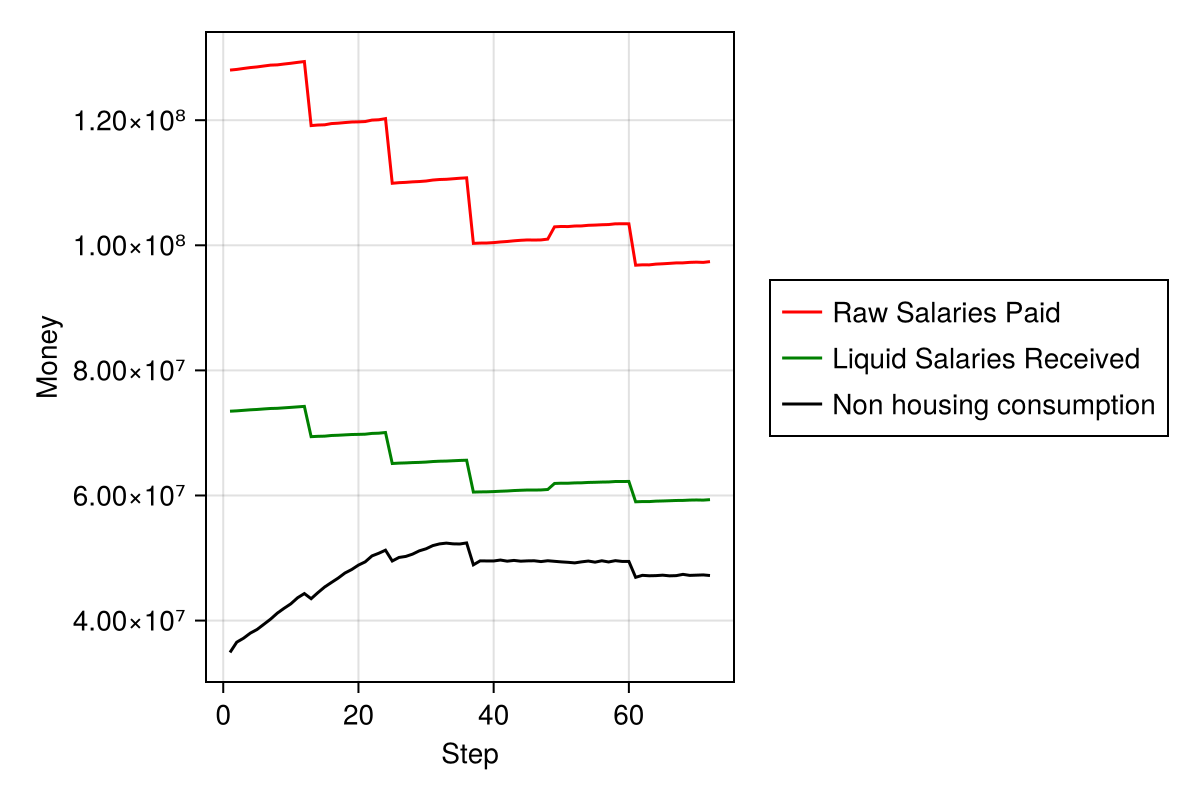 Money
1.20×10⁸
1.00×10⁸
8.00×10⁷
6.00×10⁷
4.00×10⁷
0 20 40 60
Step
Raw Salaries Paid
Liquid Salaries Received
Non housing consumption